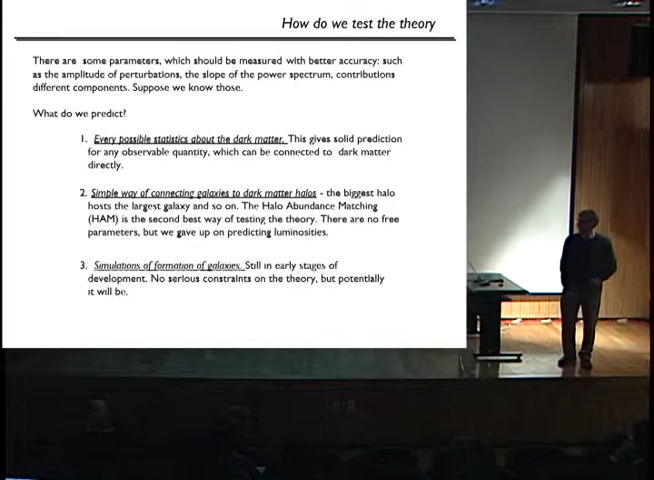 How do we test the theory
There are some parameters, which should be measured with better accuracy: such
as the amplitude of perturbations, the slope of the power spectrum, contributions
different components. Suppose we know those.
What do we predict?
1. Every possible statistics about the dark matter. This gives solid prediction
for any observable quantity, which can be connected to dark matter
directly.
2. Simple way of connecting galaxies to dark matter halos - the biggest halo
hosts the largest galaxy and so on. The Halo Abundance Matching
(HAM) is the second best way of testing the theory. There are no free
parameters, but we gave up on predicting luminosities.
3. Simulations of formation of galaxies. Still in early stages of
development. No serious constraints on the theory, but potentially
it will be.